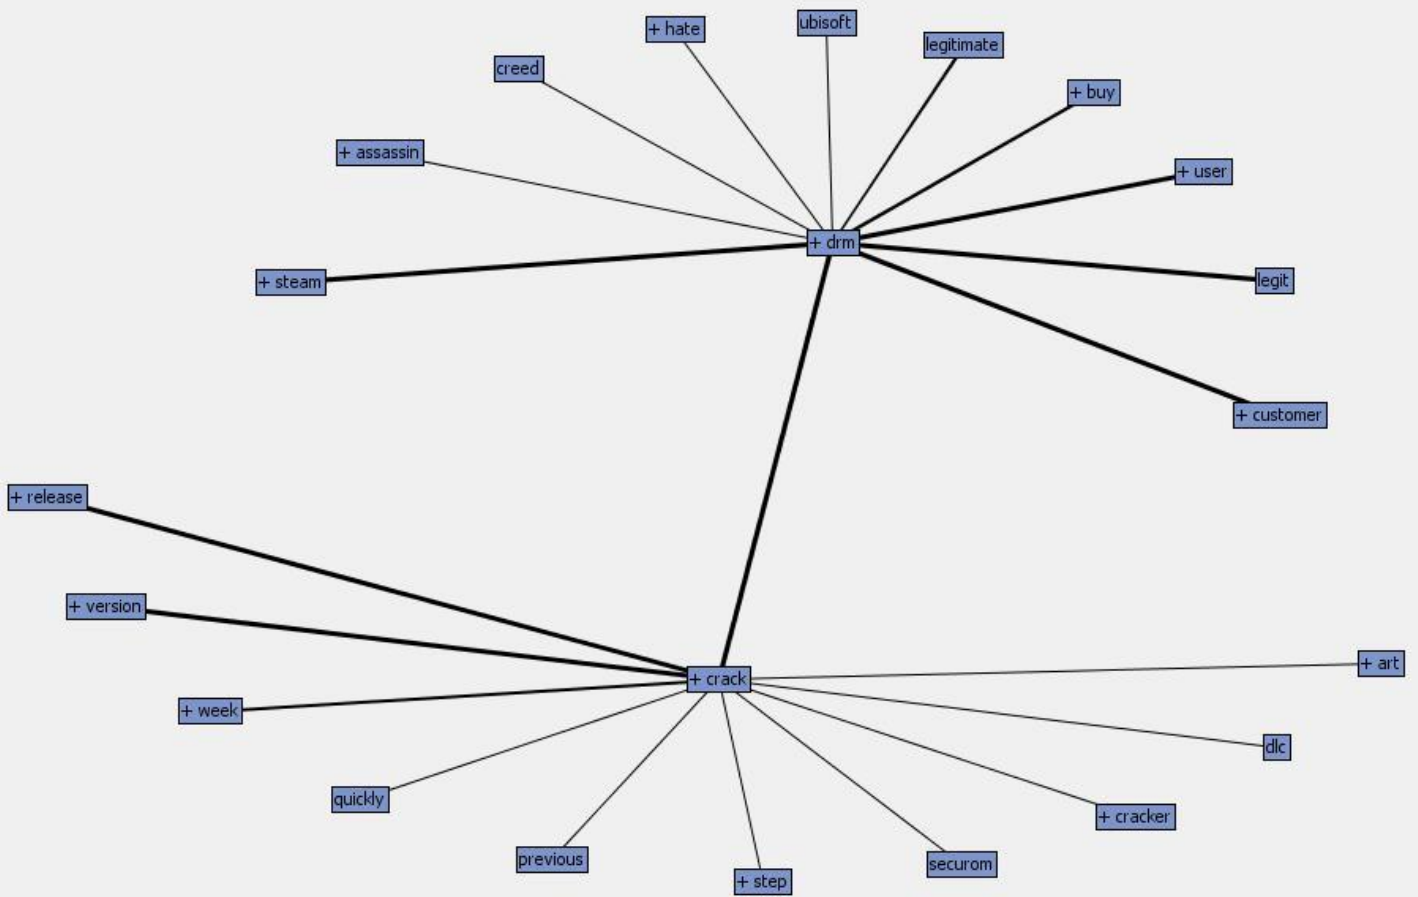 ubisoft
+ hate
legitimate
creed
+ buy
+ assassin
+ user
+ drm
+ steam
legit
+ customer
+ release
+ version
+ art
+ crack
+ week
dlc
quickly
+ cracker
previous
securom
+ step